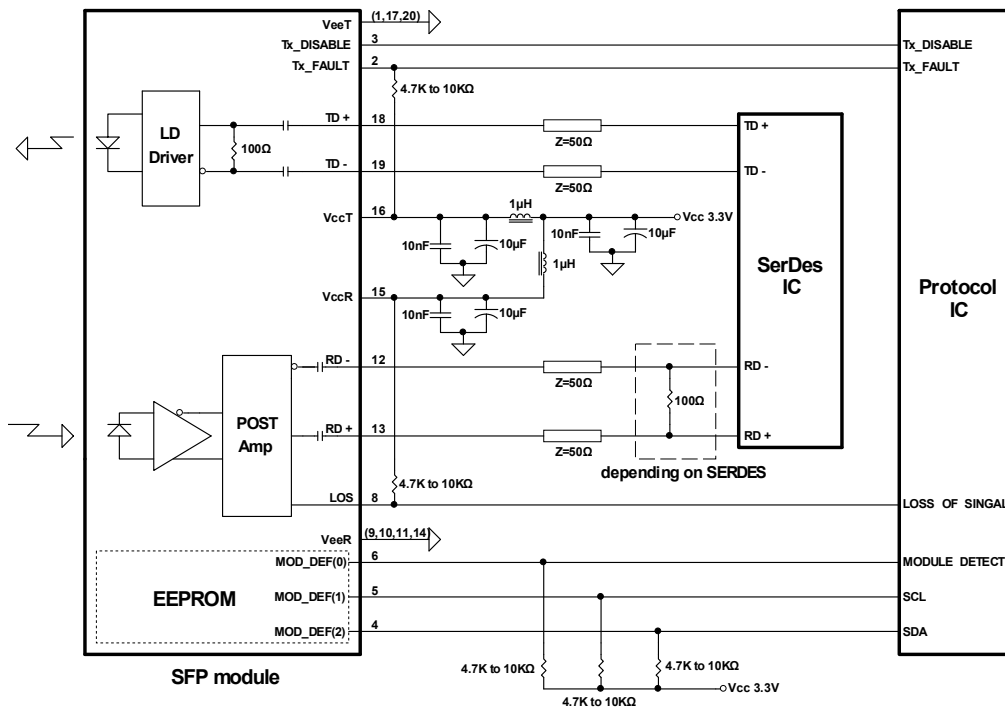 VeeT (1,17,20)
Tx_DISABLE 3 Tx_DISABLE
Tx_FAULT 2 Tx_FAULT
4.7K to 10KΩ
LD
Driver
100Ω
TD + 18 Z=50Ω TD +
TD - 19 Z=50Ω TD -
VccT 16 1µH Vcc 3.3V
10nF 10µF 10nF 10µF
1µH
VccR 15
10nF 10µF
SerDes
IC
Protocol
IC
POST
Amp
RD - 12 Z=50Ω RD -
100Ω
RD + 13 Z=50Ω RD +
depending on SERDES
4.7K to 10KΩ
LOS 8 LOSS OF SINGAL
VeeR (9,10,11,14)
EEPROM
MOD_DEF(0) 6 MODULE DETECT
MOD_DEF(1) 5 SCL
MOD_DEF(2) 4 SDA
SFP module
4.7K to 10KΩ 4.7K to 10KΩ
4.7K to 10KΩ
Vcc 3.3V